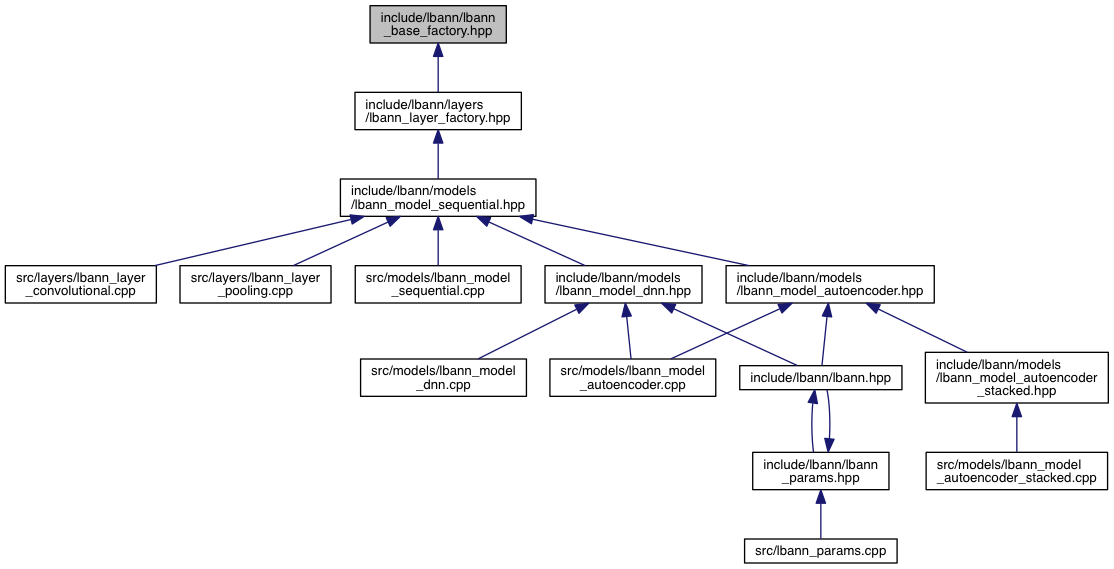 include/lbann/lbann
_base_factory.hpp
include/lbann/layers
/lbann_layer_factory.hpp
include/lbann/models
/lbann_model_sequential.hpp
src/layers/lbann_layer
_convolutional.cpp
src/layers/lbann_layer
_pooling.cpp
src/models/lbann_model
_sequential.cpp
include/lbann/models
/lbann_model_dnn.hpp
include/lbann/models
/lbann_model_autoencoder.hpp
src/models/lbann_model
_dnn.cpp
src/models/lbann_model
_autoencoder.cpp
include/lbann/lbann.hpp
include/lbann/models
/lbann_model_autoencoder
_stacked.hpp
include/lbann/lbann
_params.hpp
src/models/lbann_model
_autoencoder_stacked.cpp
src/lbann_params.cpp